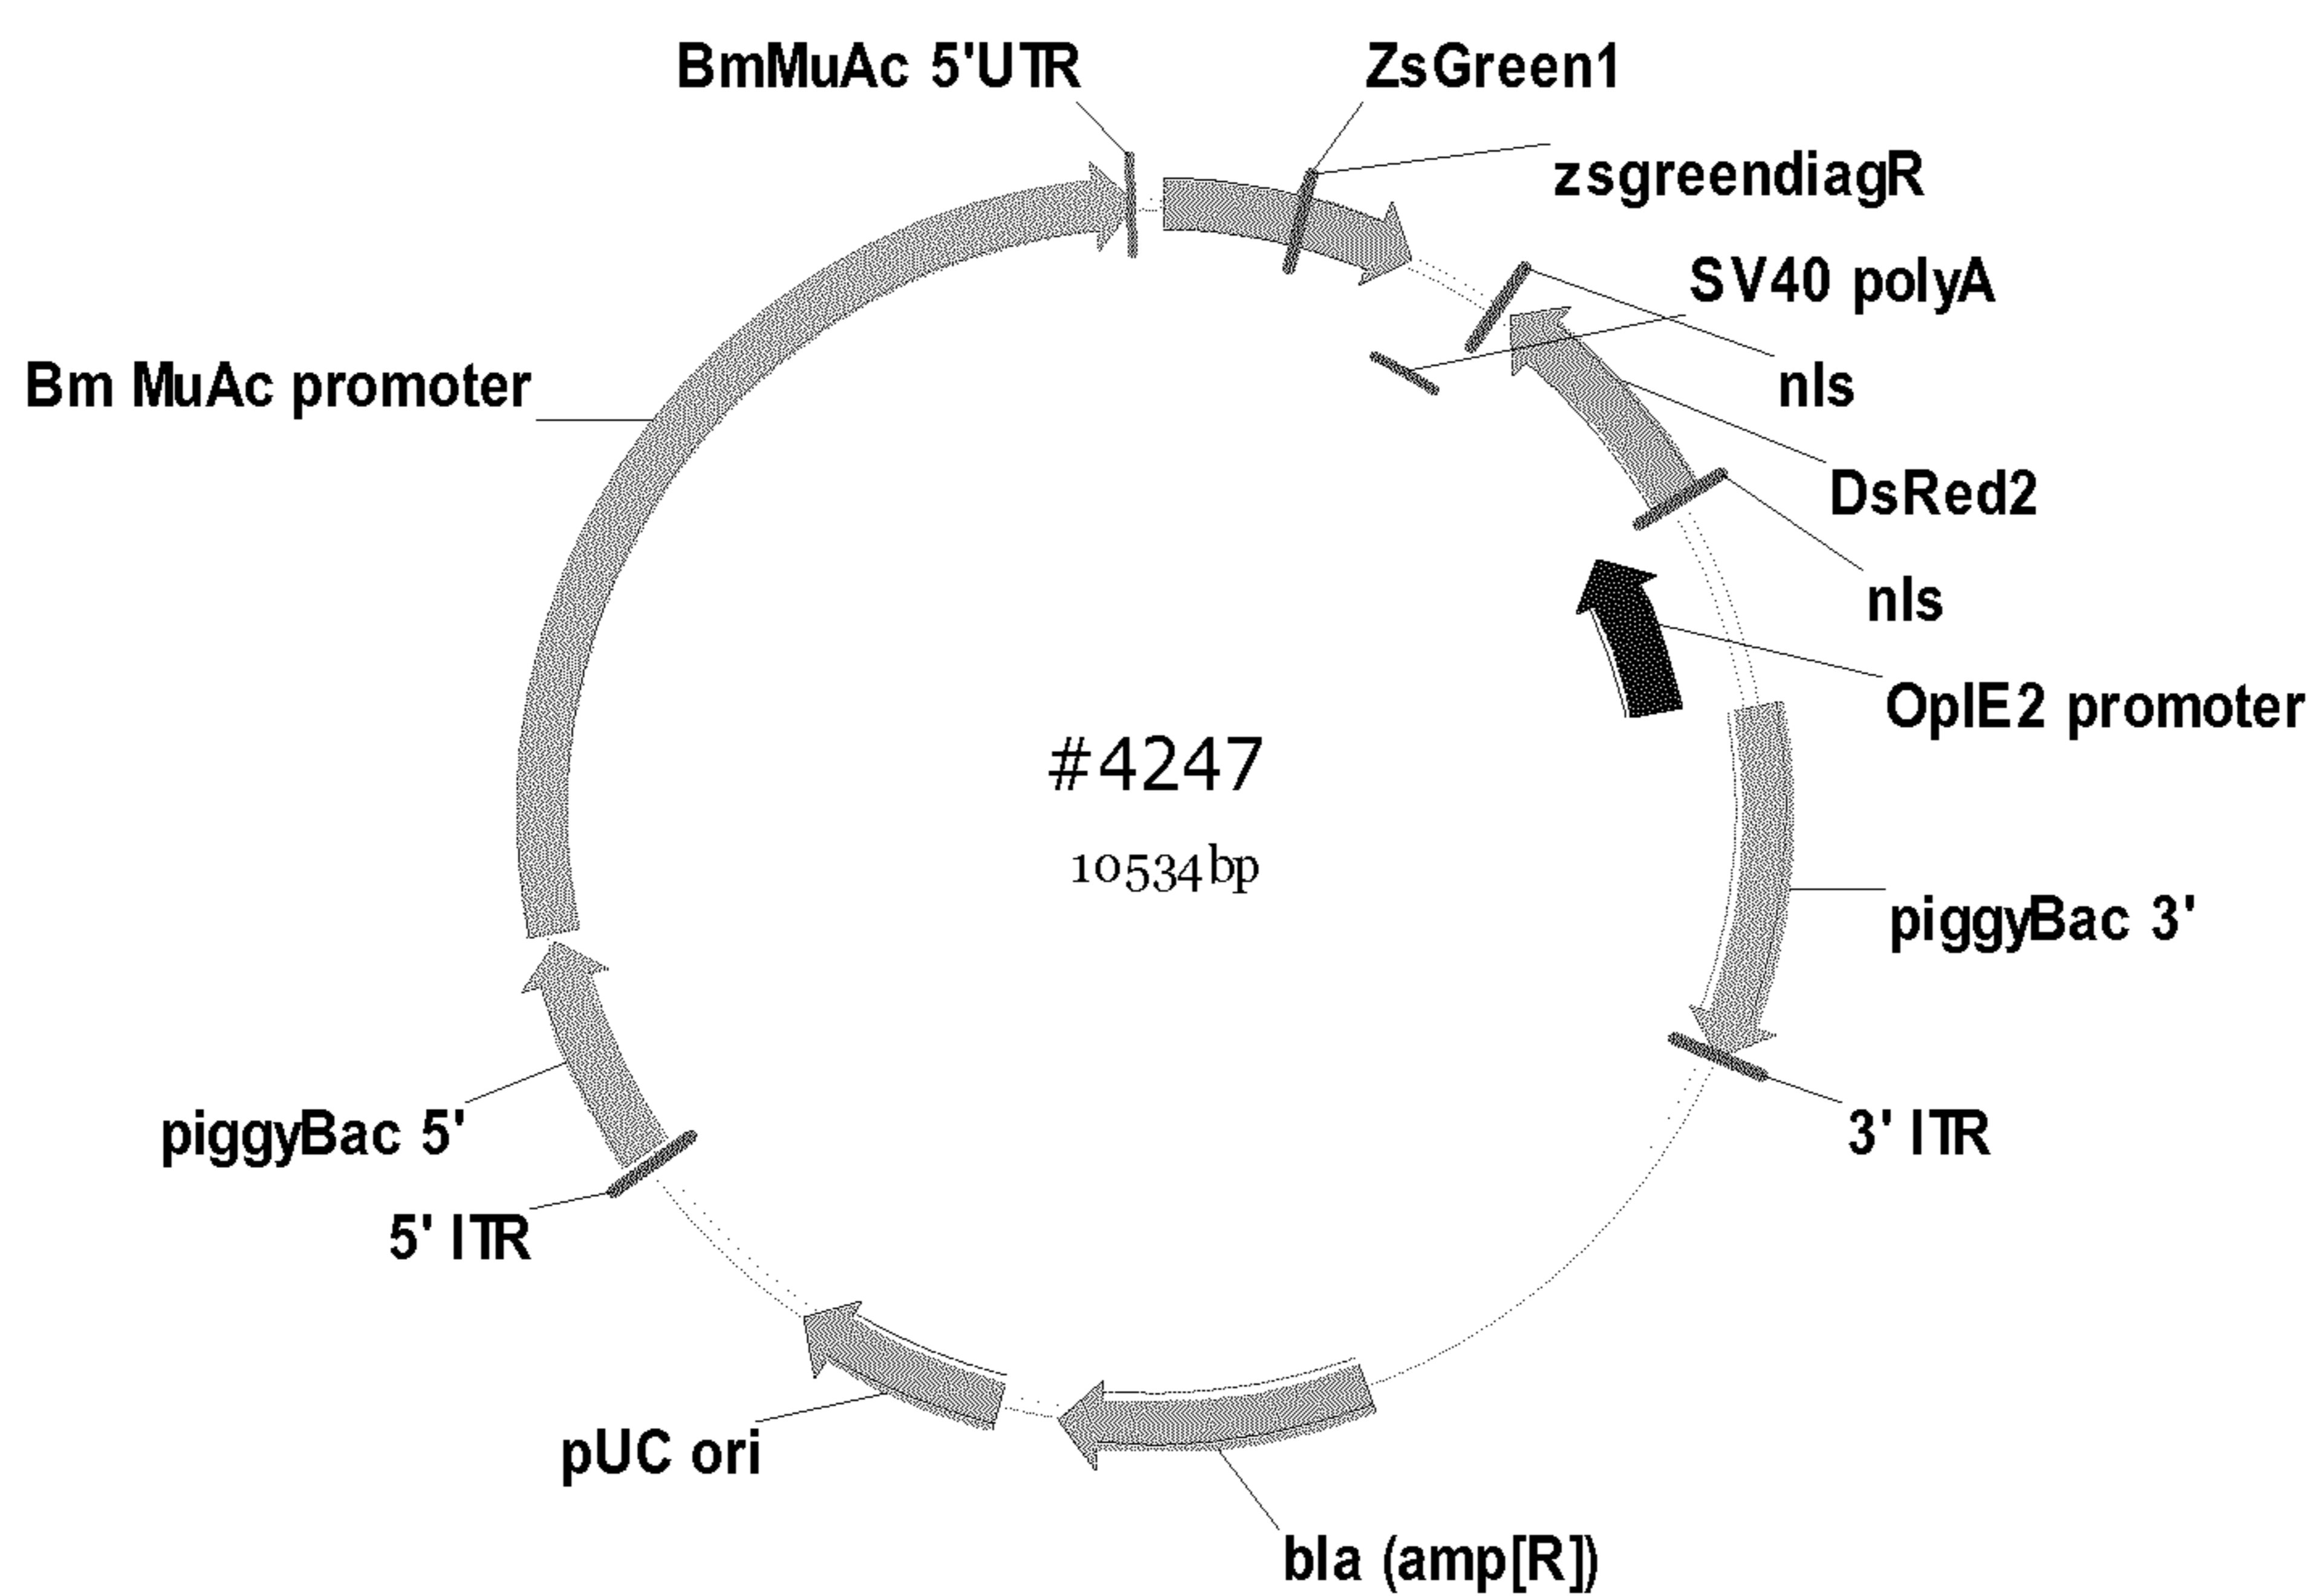 BmMuAc 5'UTR
ZsGreen1
zsgreendiagR
SV40 polyA
Bm MuAc promoter
nls
DsRed2
nls
OpIE2 promoter
#4247
10534bp
piggyBac 3'
piggyBac 5'
3' ITR
5' ITR
pUC ori
bla (amp[R])